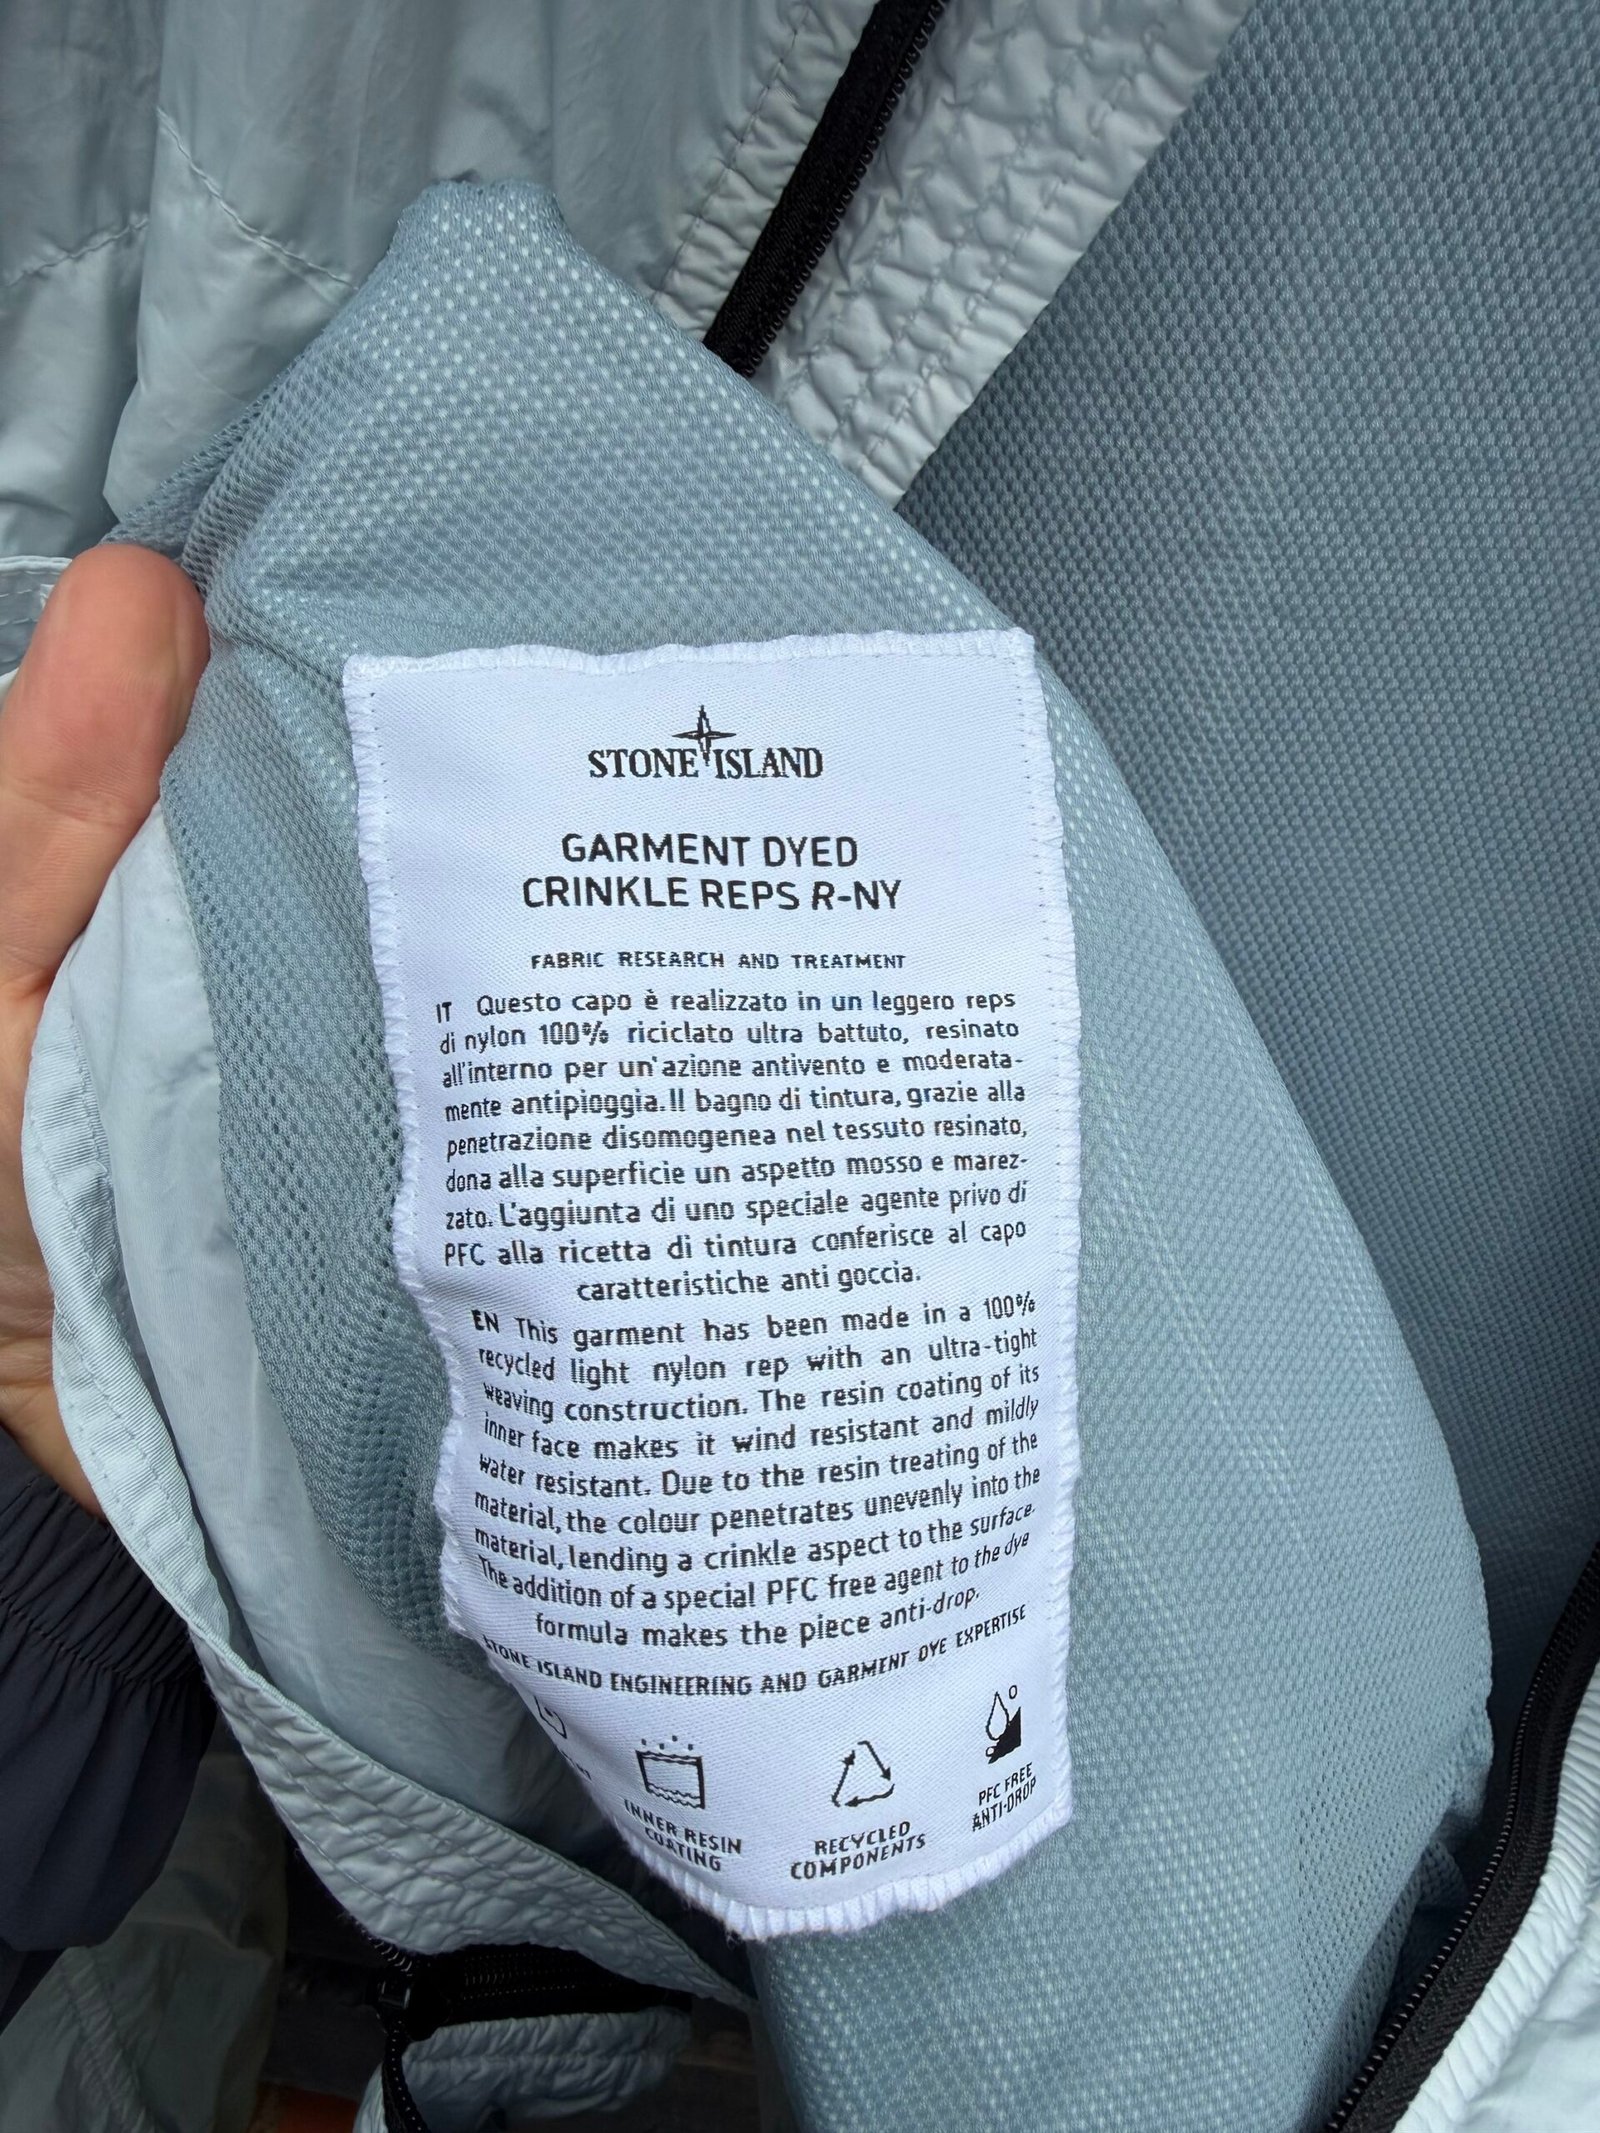 STONE ISLAND
GARMENT DYED
CRINKLE REPS R-NY
FABRIC RESEARCH AND TREATMENT
IT Questo capo è realizzato in un leggero reps
di nylon 100% riciclato ultra battuto, resinato
all'interno per un'azione antivento e moderata-
mente antipioggia. Il bagno di tintura, grazie alla
penetrazione disomogenea nel tessuto resinato,
dona alla superficie un aspetto mosso e marez-
zato. L'aggiunta di uno speciale agente privo di
PFC alla ricetta di tintura conferisce al capo
caratteristiche anti goccia.
EN This garment has been made in a 100%
recycled light nylon rep with an ultra-tight
weaving construction. The resin coating of its
inner face makes it wind resistant and mildly
water resistant. Due to the resin treating of the
material, the colour penetrates unevenly into the
material, lending a crinkle aspect to the surface.
The addition of a special PFC free agent to the dye
formula makes the piece anti-drop.
STONE ISLAND ENGINEERING AND GARMENT DYE EXPERTISE
INNER RESIN
COATING
RECYCLED
COMPONENTS
PFC FREE
ANTI-DROP